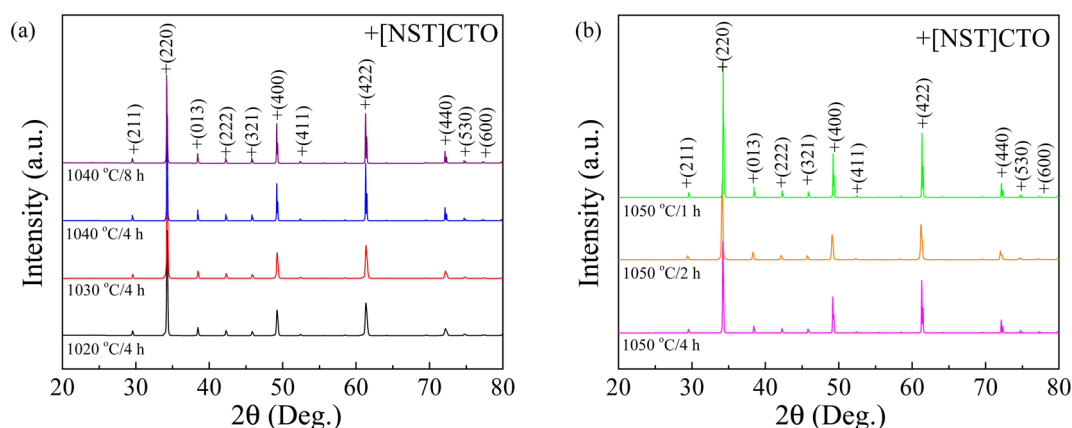 (a)
+[NST]CTO
+(211)
+(220)
+(013)
+(222)
+(321)
+(400)
+(411)
+(422)
+(440)
+(530)
+(600)
1040 °C/8 h
1040 °C/4 h
1030 °C/4 h
1020 °C/4 h
Intensity (a.u.)
20 30 40 50 60 70 80
2θ (Deg.)
(b)
+[NST]CTO
+(211)
+(220)
+(013)
+(222)
+(321)
+(400)
+(411)
+(422)
+(440)
+(530)
+(600)
1050 °C/1 h
1050 °C/2 h
1050 °C/4 h
Intensity (a.u.)
20 30 40 50 60 70 80
2θ (Deg.)